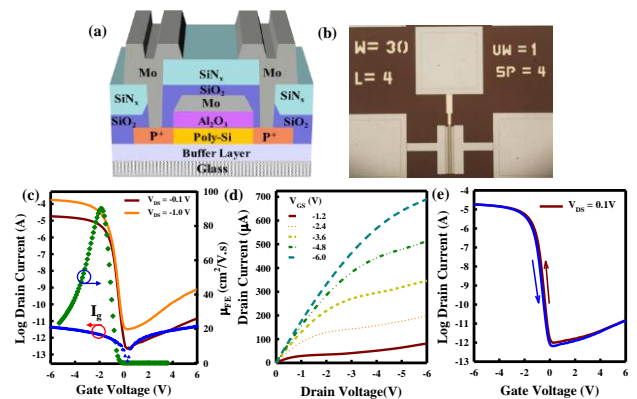 (a)
Mo
Mo
SiNx
SiO2
SiNx
Mo
SiNx
SiO2
Al2O3
SiO2
P+
Poly-Si
P+
Buffer Layer
Glass
(b)
W= 30
L= 4
UW= 1
SP= 4
(c)
Log Drain Current (A)
-3
-4
-5
-6
-7
-8
-9
-10
-11
-12
-13
VDS = -0.1 V
VDS = -1.0 V
Ig
100
80
60
40
20
0
μFE (cm2/V.s)
-6 -4 -2 0 2 4 6
Gate Voltage (V)
(d)
Drain Current (μA)
700
600
500
400
300
200
100
0
VGS (V)
-1.2
-2.4
-3.6
-4.8
-6.0
0 -1 -2 -3 -4 -5 -6
Drain Voltage(V)
(e)
Log Drain Current (A)
-4
-5
-6
-7
-8
-9
-10
-11
-12
-13
VDS = 0.1V
-6 -4 -2 0 2 4 6
Gate Voltage (V)